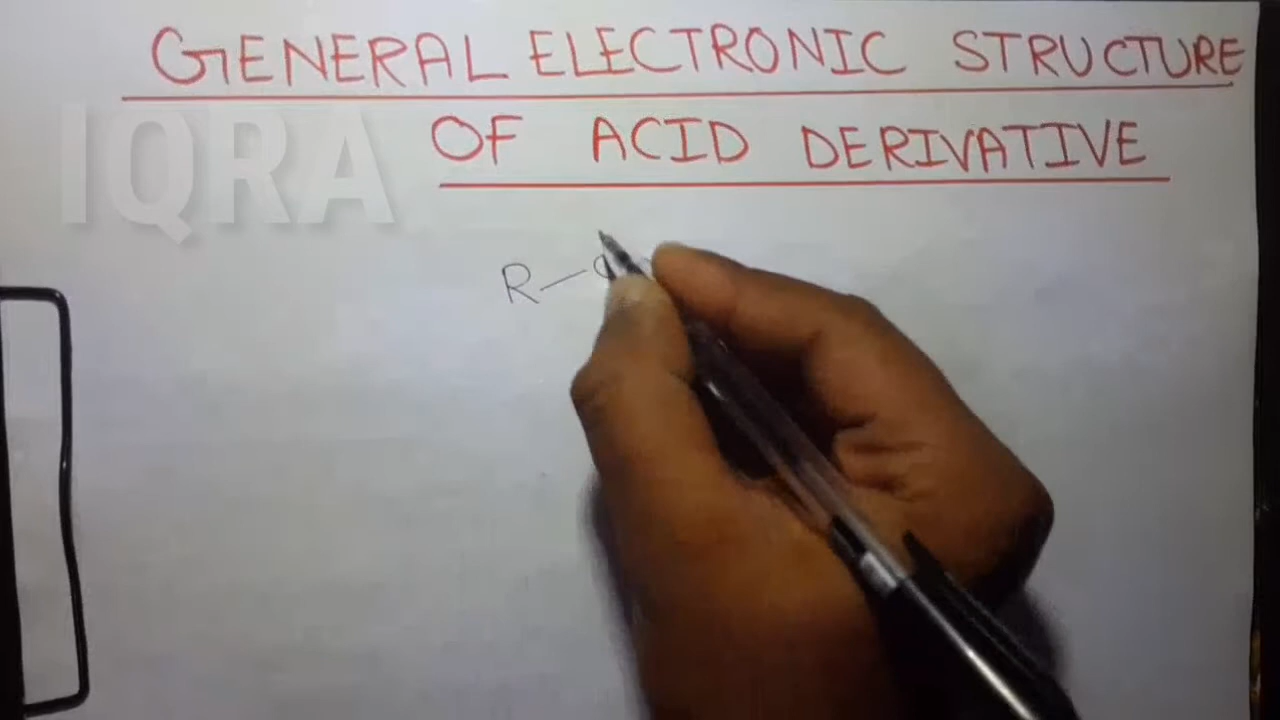 GENERAL ELECTRONIC STRUCTURE
OF ACID DERIVATIVE
IQRA
R—